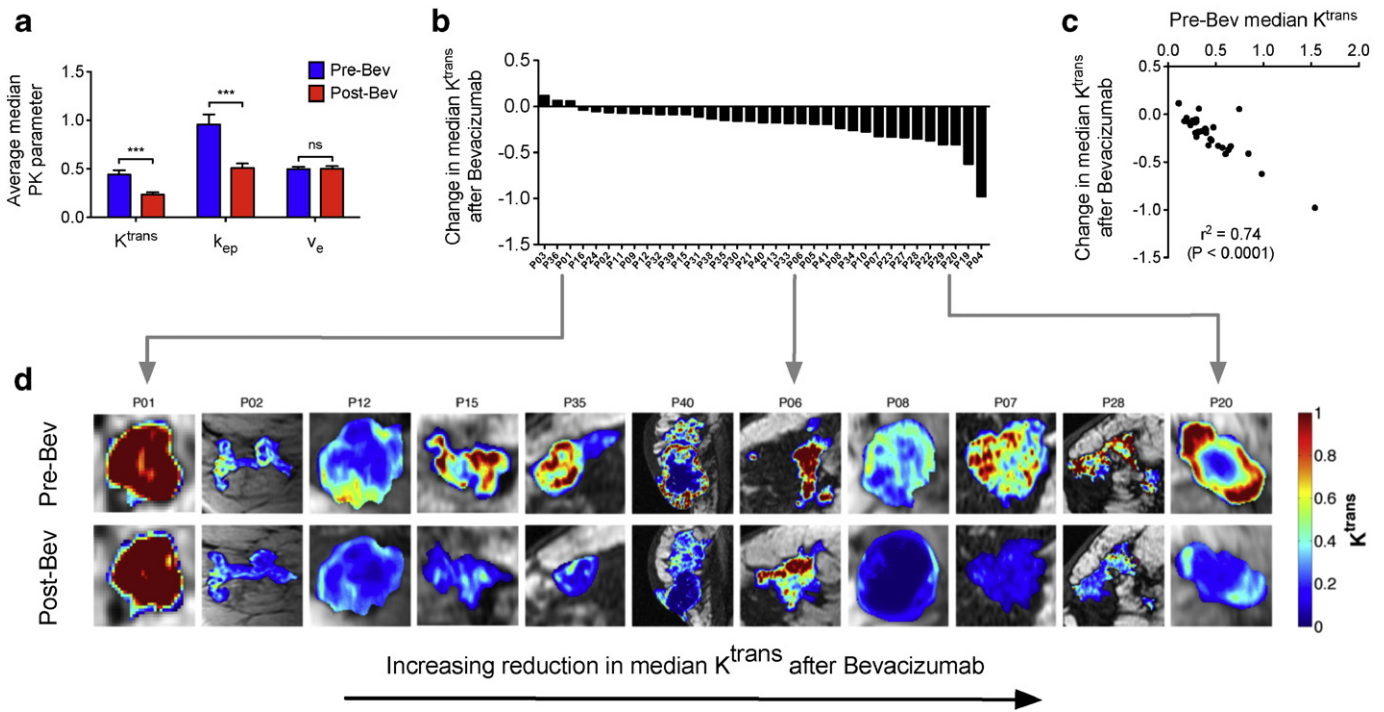 a
Average median
PK parameter
1.5
1.0
0.5
0.0
Pre-Bev
Post-Bev
***
***
ns
Ktrans
kep
ve
b
Change in median Ktrans
after Bevacizumab
0.5
0.0
-0.5
-1.0
-1.5
P03 P36 P01 P16 P24 P02 P11 P09 P12 P32 P39 P15 P31 P38 P35 P30 P21 P40 P13 P33 P06 P05 P41 P08 P34 P10 P07 P23 P27 P28 P22 P29 P20 P19 P04
c
Pre-Bev median Ktrans
0.0 0.5 1.0 1.5 2.0
Change in median Ktrans
after Bevacizumab
0.5
0.0
-0.5
-1.0
-1.5
r2 = 0.74
(P < 0.0001)
d
P01 P02 P12 P15 P35 P40 P06 P08 P07 P28 P20
Pre-Bev
Post-Bev
1
0.8
0.6
0.4
0.2
0
Ktrans
Increasing reduction in median Ktrans after Bevacizumab